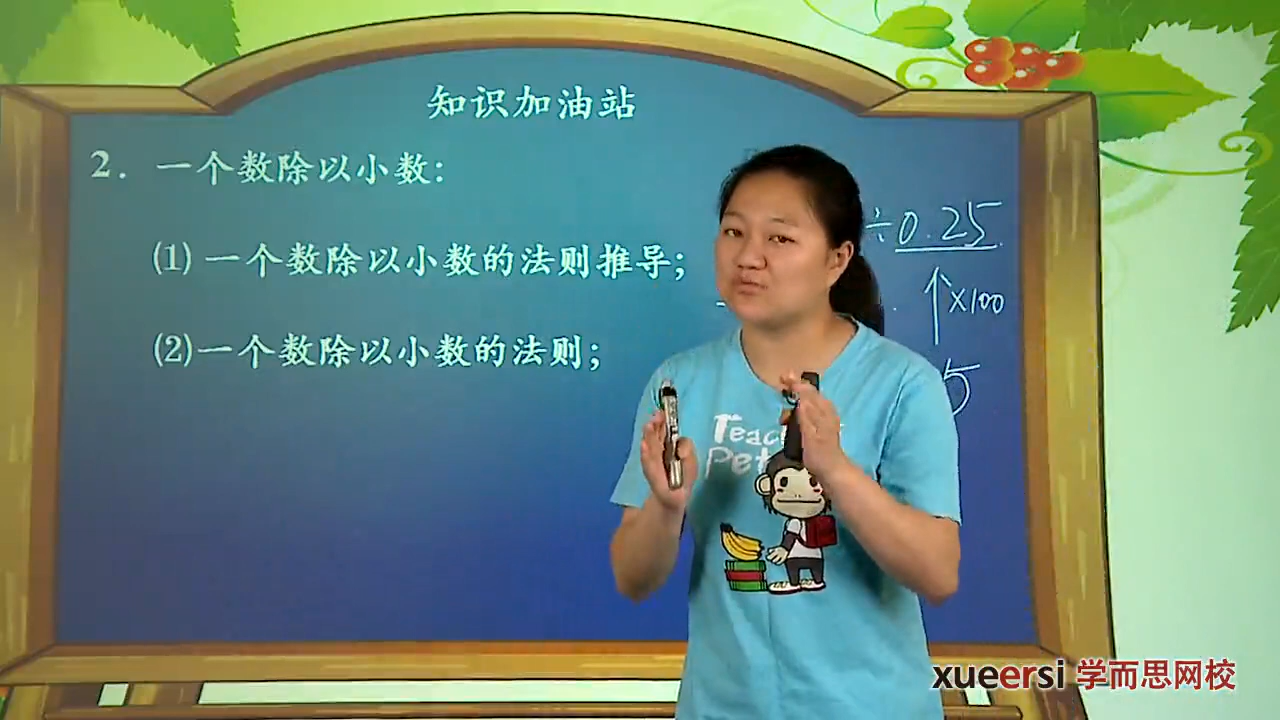 知识加油站
2. 一个数除以小数:
(1) 一个数除以小数的法则推导;
(2)一个数除以小数的法则;
÷0.25
↑×100
5
Teac
Pet
xueersi 学而思网校